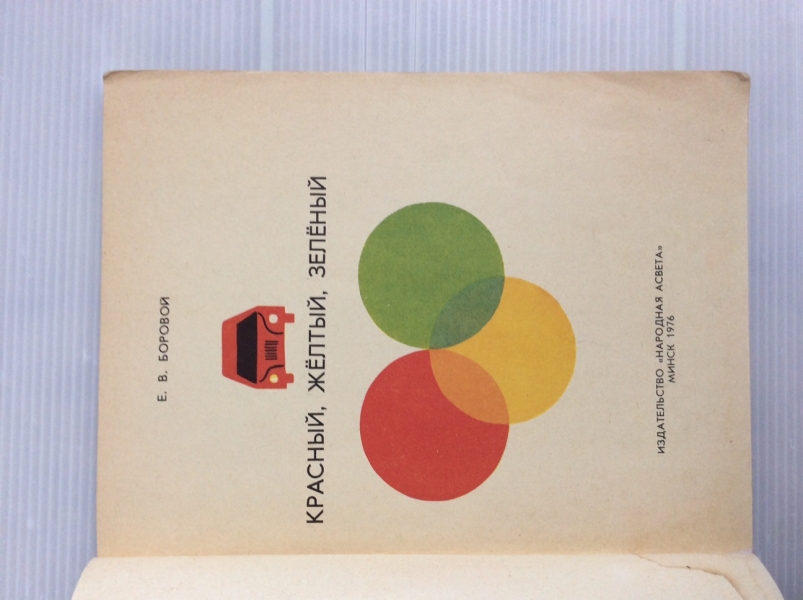 Е. В. БОРОВОЙ
КРАСНЫЙ, ЖЁЛТЫЙ, ЗЕЛЁНЫЙ
ИЗДАТЕЛЬСТВО «НАРОДНАЯ АСВЕТА»
МИНСК 1976